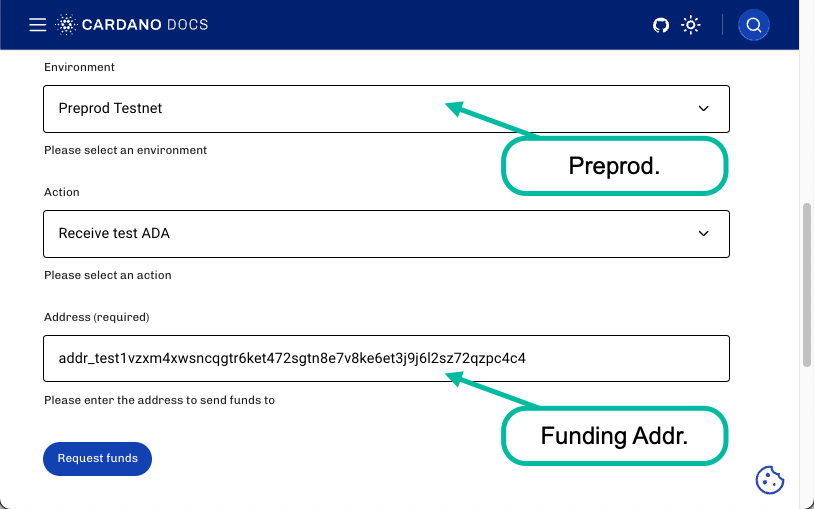 CARDANO DOCS
Environment
Preprod Testnet
Preprod.
Please select an environment
Action
Receive test ADA
Please select an action
Address (required)
addr_test1vzxm4xwsncqgtr6ket472sgtn8e7v8ke6et3j9j6l2sz72qzpc4c4
Please enter the address to send funds to
Funding Addr.
Request funds